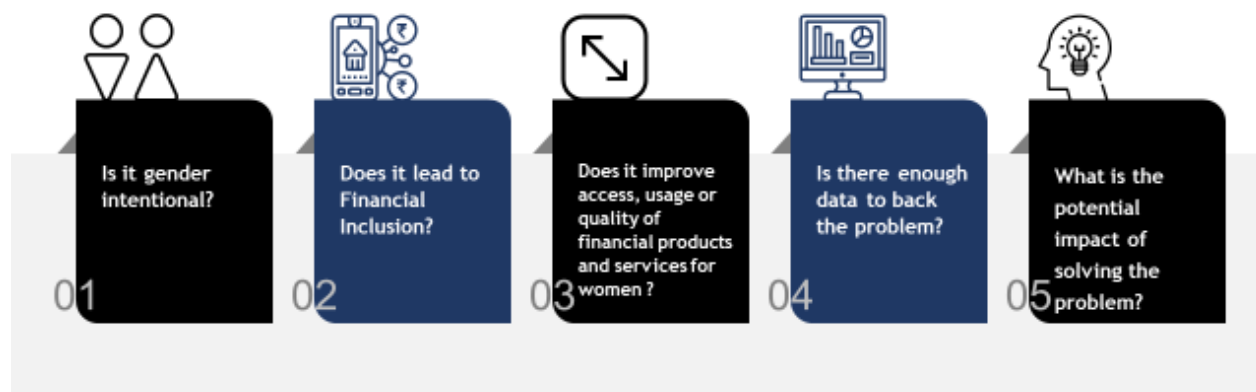 Is it gender
intentional?
01
Does it lead to
Financial
Inclusion?
02
Does it improve
access, usage or
quality of
financial products
and services for
women ?
03
Is there enough
data to back
the problem?
04
What is the
potential
impact of
solving the
problem?
05
₹
₹